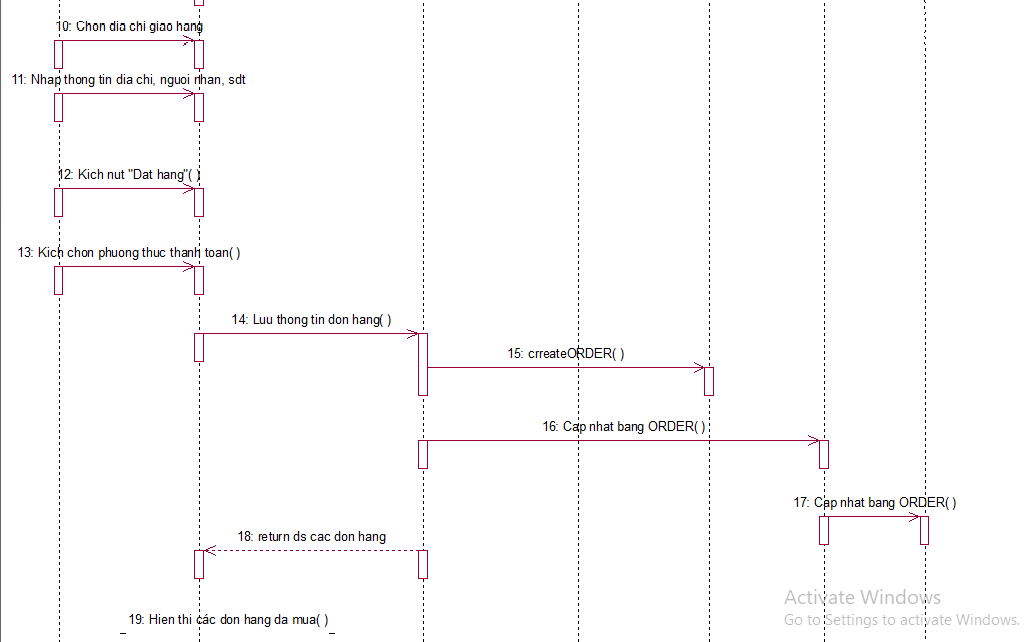 10: Chon dia chi giao hang
11: Nhap thong tin dia chi, nguoi nhan, sdt
12: Kich nut "Dat hang"( )
13: Kich chon phuong thuc thanh toan( )
14: Luu thong tin don hang( )
15: crreateORDER( )
16: Cap nhat bang ORDER( )
17: Cap nhat bang ORDER( )
18: return ds cac don hang
19: Hien thi các don hang da mua( )
Activate Windows
Go to Settings to activate Windows.